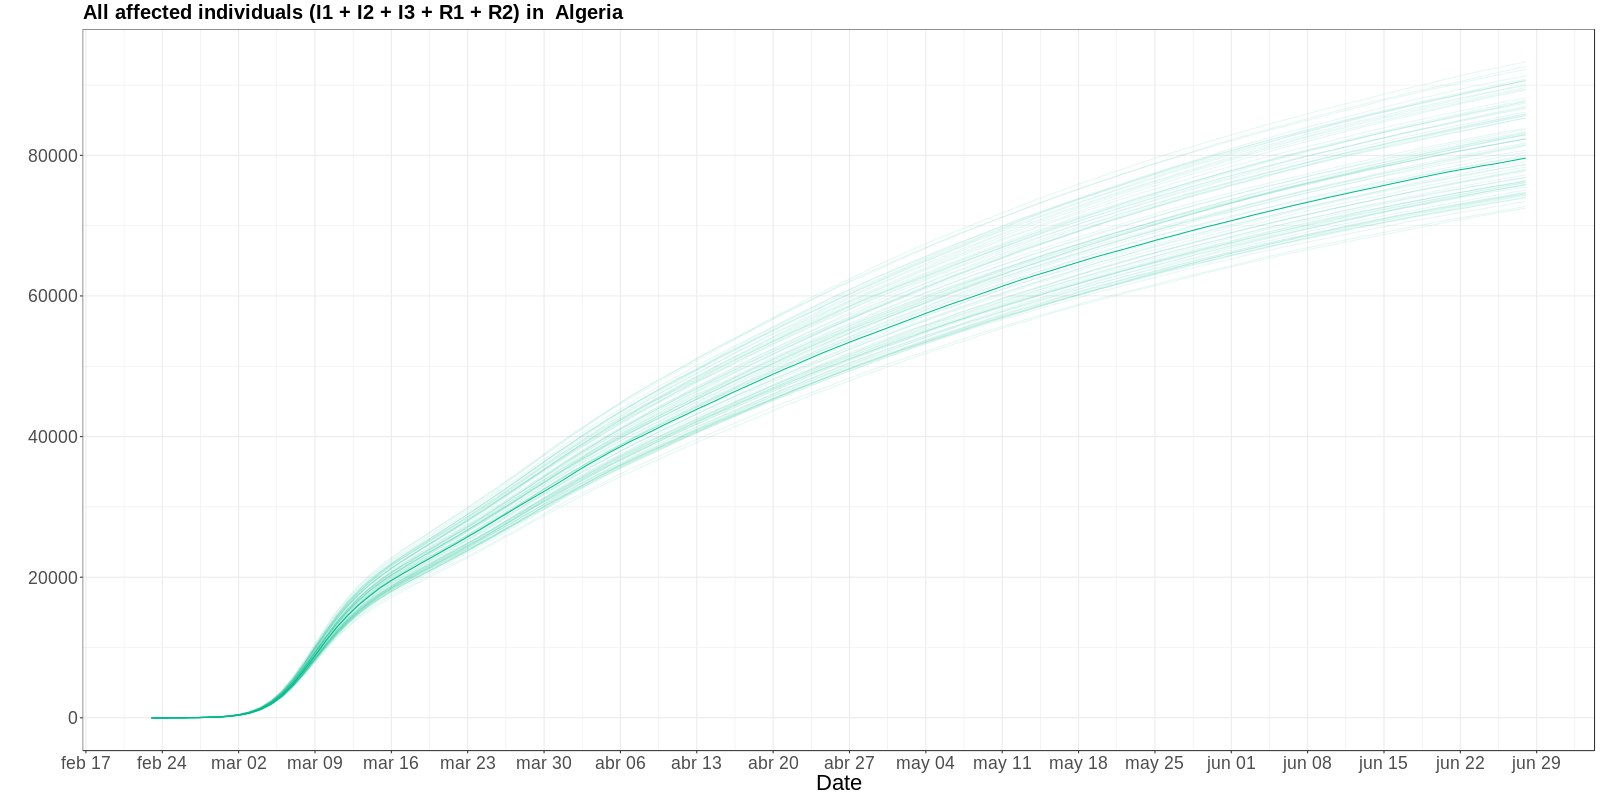 All affected individuals (I1 + I2 + I3 + R1 + R2) in  Algeria
80000
60000
40000
20000
0
feb 17 feb 24 mar 02 mar 09 mar 16 mar 23 mar 30 abr 06 abr 13 abr 20 abr 27 may 04 may 11 may 18 may 25 jun 01 jun 08 jun 15 jun 22 jun 29
Date